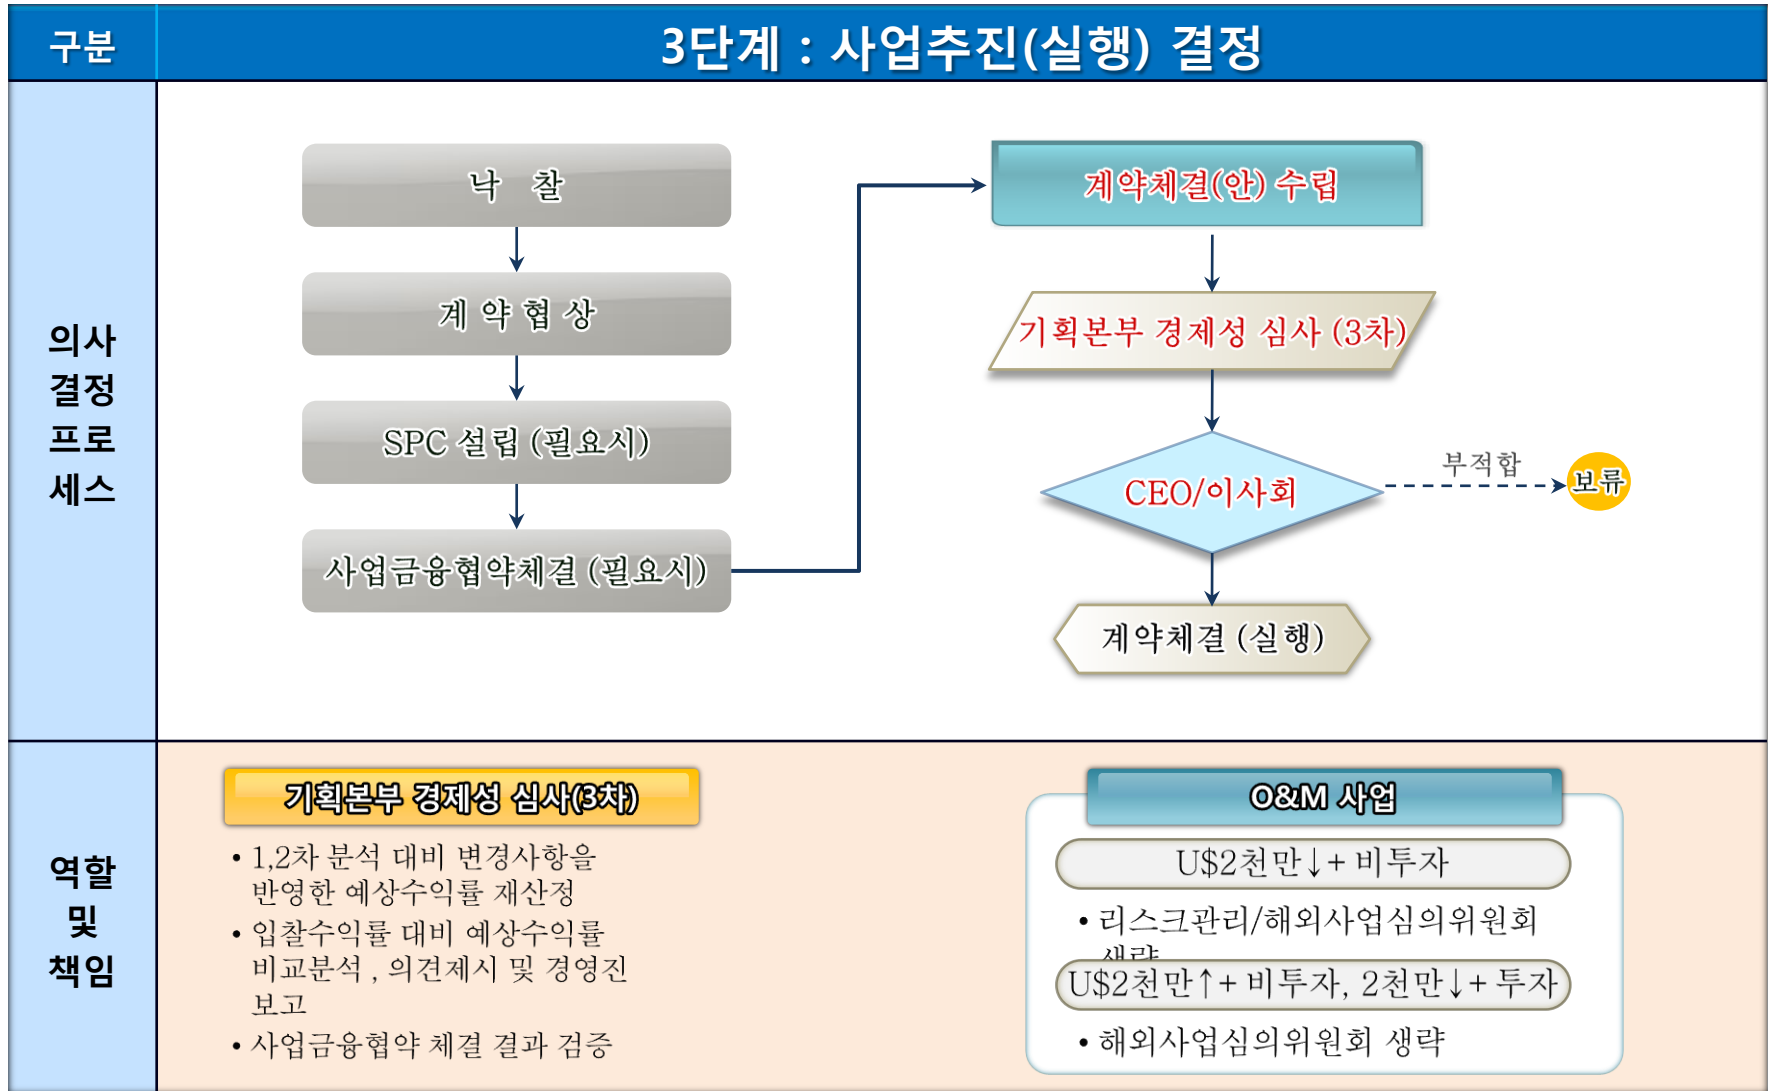 구분
3단계 : 사업추진(실행) 결정
의사
결정
프로
세스
낙 찰
계 약 협 상
SPC 설립 (필요시)
사업금융협약체결 (필요시)
계약체결(안) 수립
기획본부 경제성 심사 (3차)
CEO/이사회
부적합
보류
계약체결 (실행)
역할
및
책임
기획본부 경제성 심사(3차)
• 1,2차 분석 대비 변경사항을
반영한 예상수익률 재산정
• 입찰수익률 대비 예상수익률
비교분석 , 의견제시 및 경영진
보고
• 사업금융협약 체결 결과 검증
O&M 사업
U$2천만↓+ 비투자
• 리스크관리/해외사업심의위원회
생략
U$2천만↑+ 비투자, 2천만↓+ 투자
• 해외사업심의위원회 생략